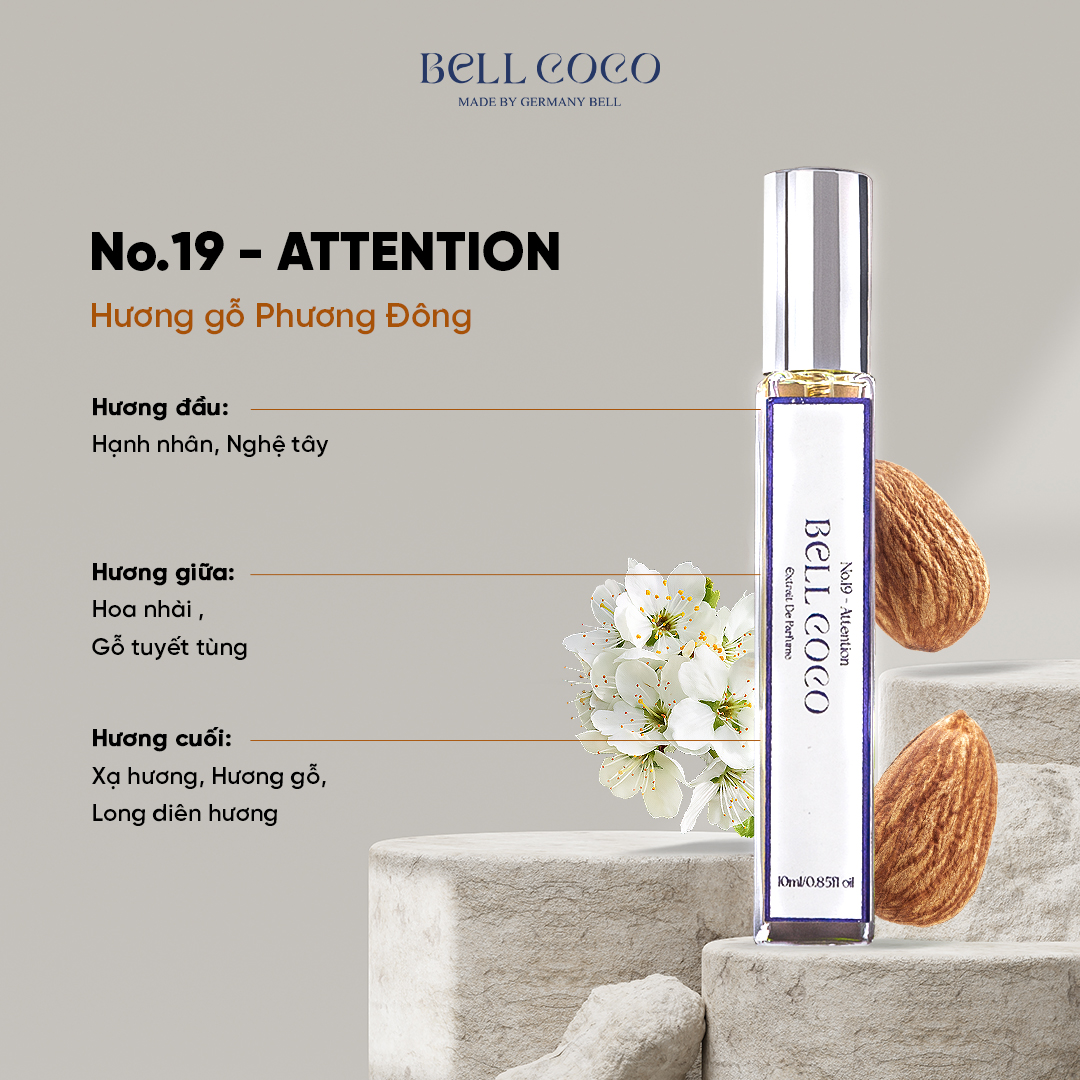 BELL COCO
MADE BY GERMANY BELL
No.19 - ATTENTION
Hương gỗ Phương Đông
Hương đầu:
Hạnh nhân, Nghệ tây
Hương giữa:
Hoa nhài ,
Gỗ tuyết tùng
Hương cuối:
Xạ hương, Hương gỗ,
Long diên hương
No.19 - Attention
BELL COCO
Extrait De Parfume
10ml/0.85fl oil